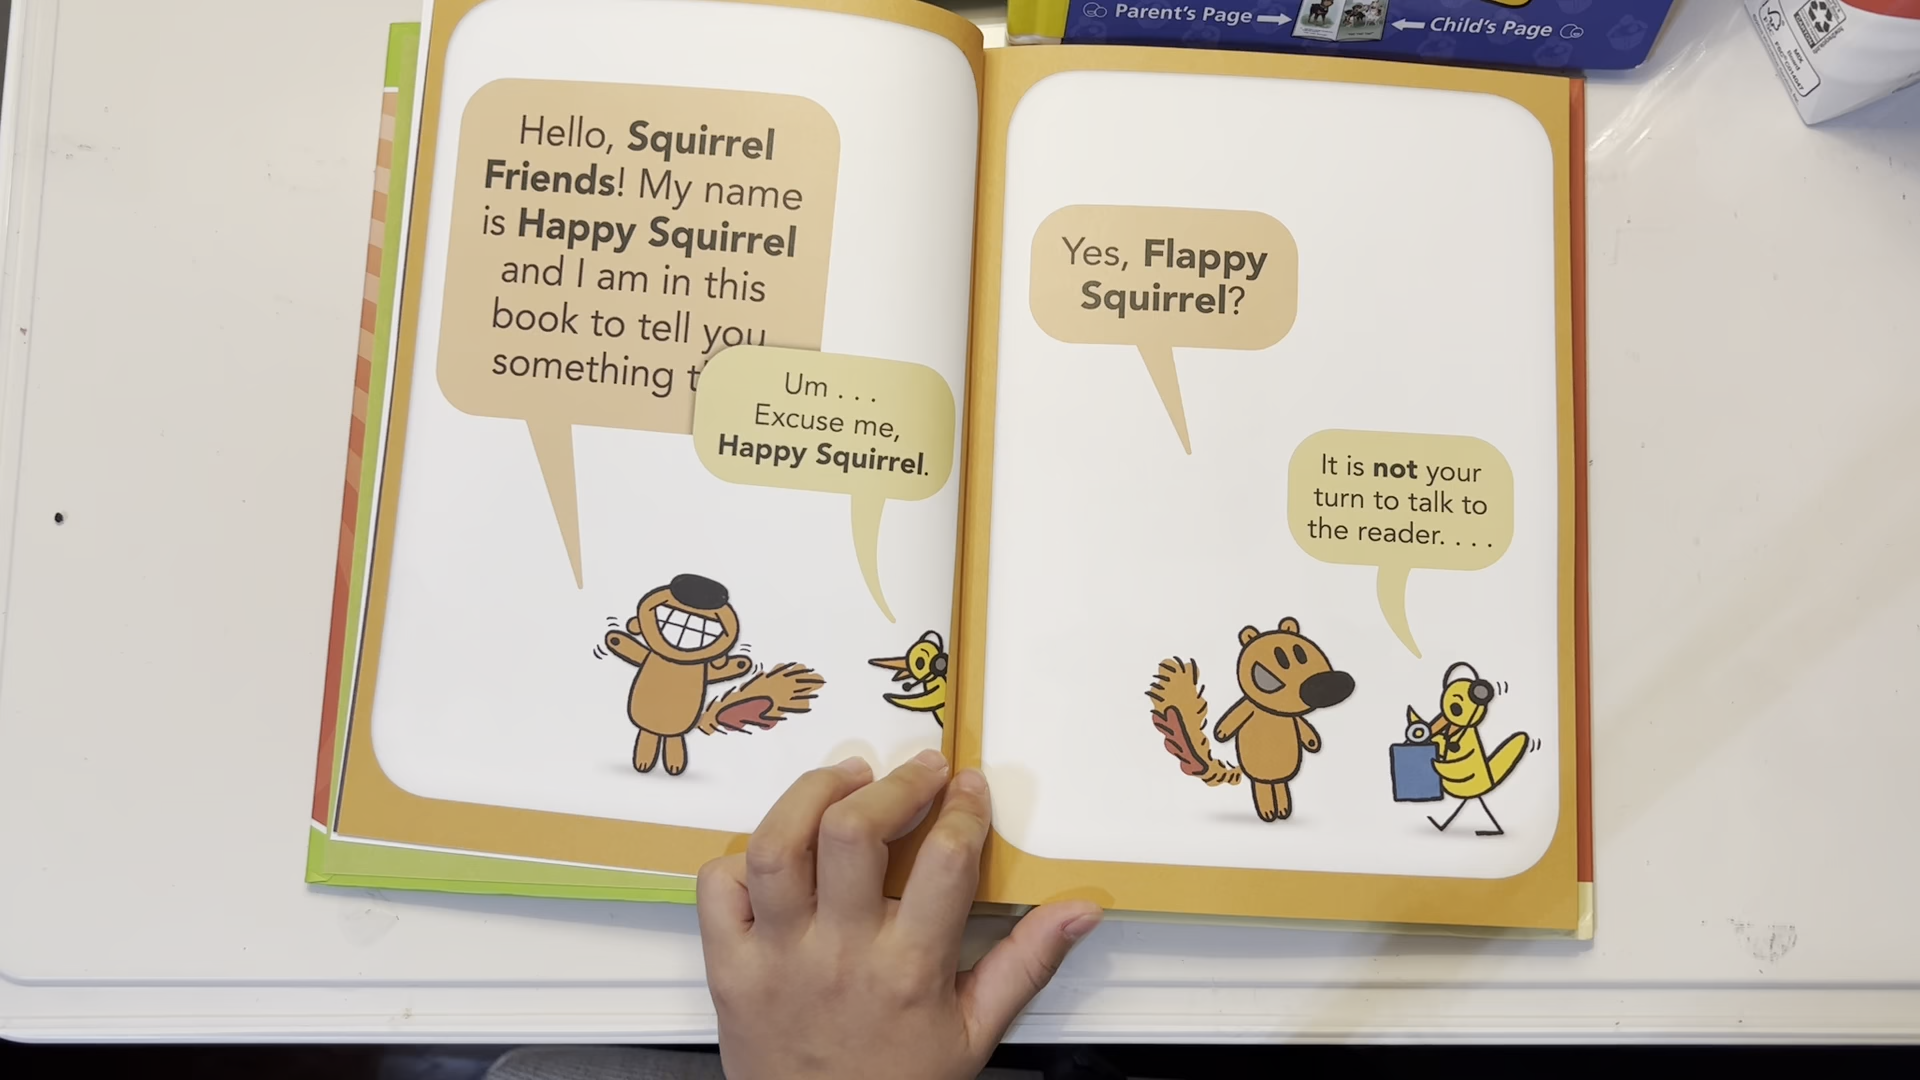 Parent's Page
Child's Page
Hello, Squirrel
Friends! My name
is Happy Squirrel
and I am in this
book to tell you
something
Um . . .
Excuse me,
Happy Squirrel.
Yes, Flappy
Squirrel?
It is not your
turn to talk to
the reader. . . .